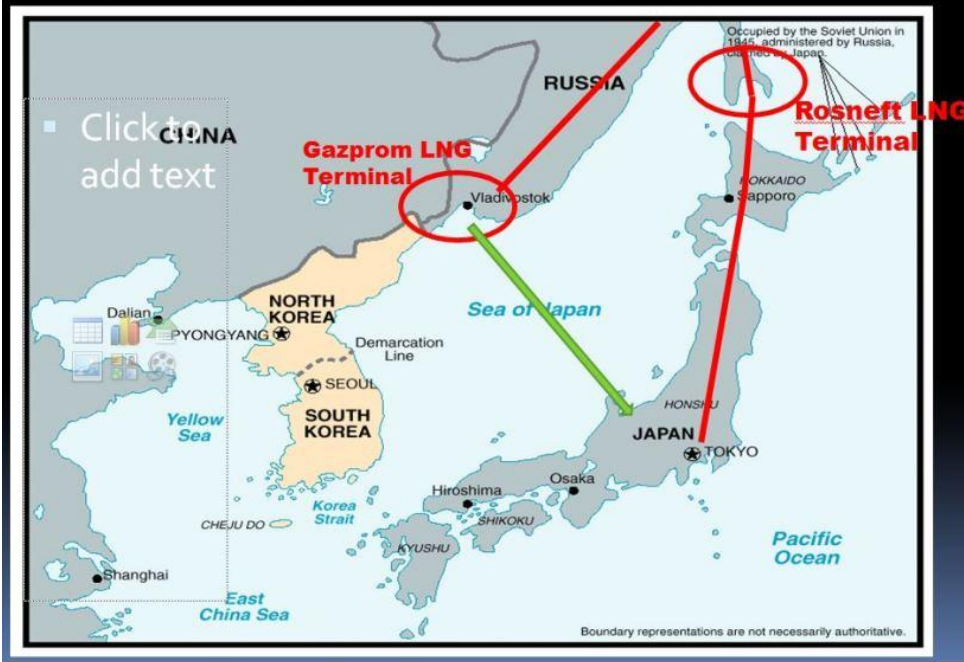 Occupied by the Soviet Union in
1945, administered by Russia,
claimed by Japan.
RUSSIA
Rosneft LNG
Terminal
Click to
add text
CHINA
Gazprom LNG
Terminal
Vladivostok
HOKKAIDO
Sapporo
NORTH
KOREA
Sea of Japan
Dalian
PYONGYANG
Demarcation
Line
SEOUL
SOUTH
KOREA
HONSHU
Yellow
Sea
JAPAN
TOKYO
Osaka
Hiroshima
Korea
Strait
SHIKOKU
CHEJU DO
KYUSHU
Pacific
Ocean
Shanghai
East
China Sea
Boundary representations are not necessarily authoritative.